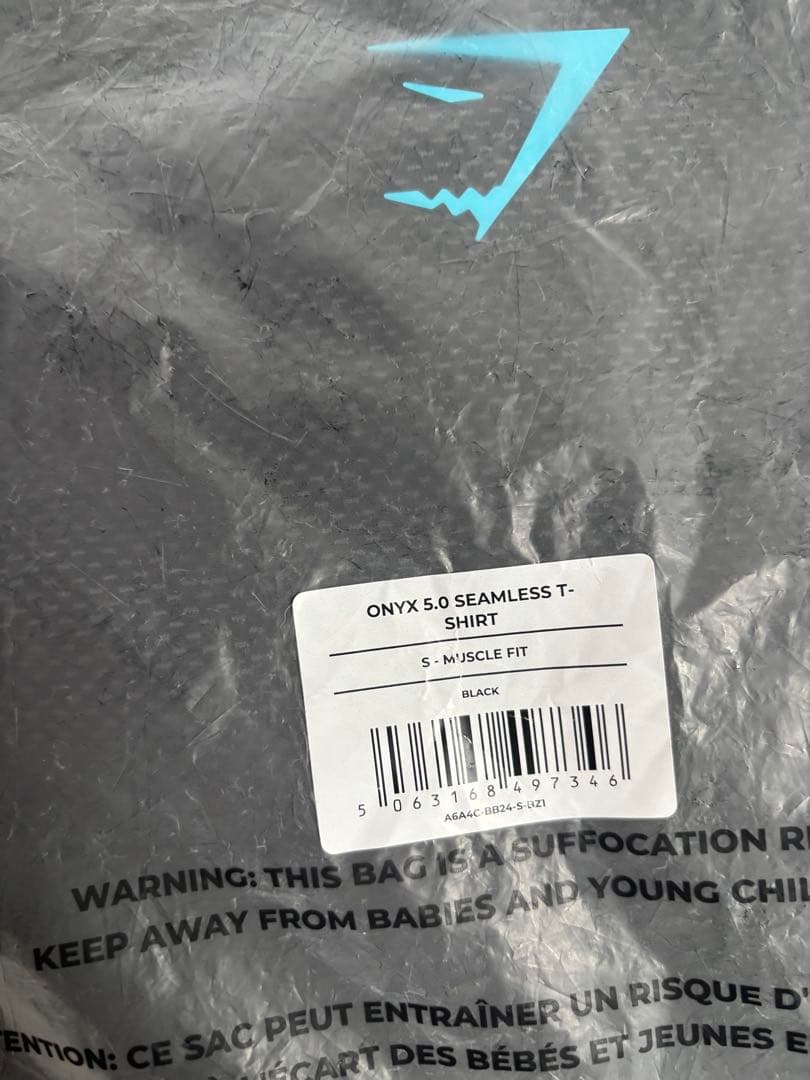 ONYX 5.0 SEAMLESS T-
SHIRT
S - MUSCLE FIT
BLACK
5 063168 497346
A6A4C-BB24-S-BZ1
WARNING: THIS BAG IS A SUFFOCATION
KEEP AWAY FROM BABIES AND YOUNG
CE SAC PEUT ENTRAÎNER UN RISQUE D'
DES BÉBÉS ET JEUNES